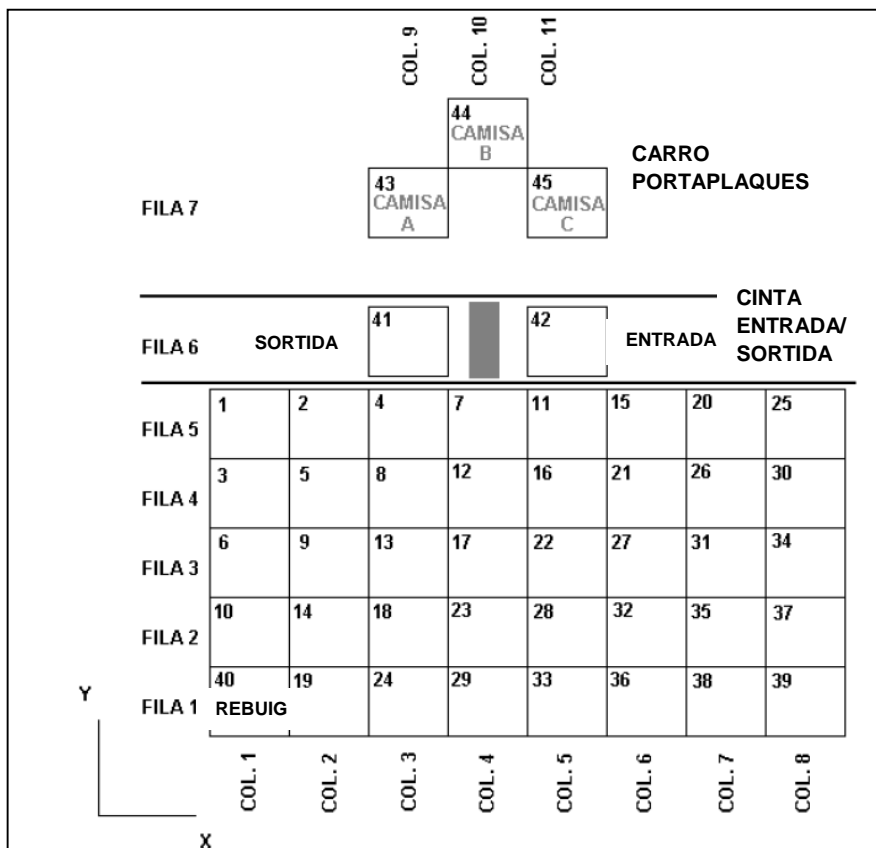 COL. 9 COL. 10 COL. 11
44
CAMISA
B
CARRO
PORTAPLAQUES
FILA 7
43
CAMISA
A
45
CAMISA
C
CINTA
ENTRADA/
SORTIDA
FILA 6 SORTIDA 41 42 ENTRADA
FILA 5 1 2 4 7 11 15 20 25
FILA 4 3 5 8 12 16 21 26 30
FILA 3 6 9 13 17 22 27 31 34
FILA 2 10 14 18 23 28 32 35 37
FILA 1 40 19 24 29 33 36 38 39
REBUIG
Y
COL. 1 COL. 2 COL. 3 COL. 4 COL. 5 COL. 6 COL. 7 COL. 8
X